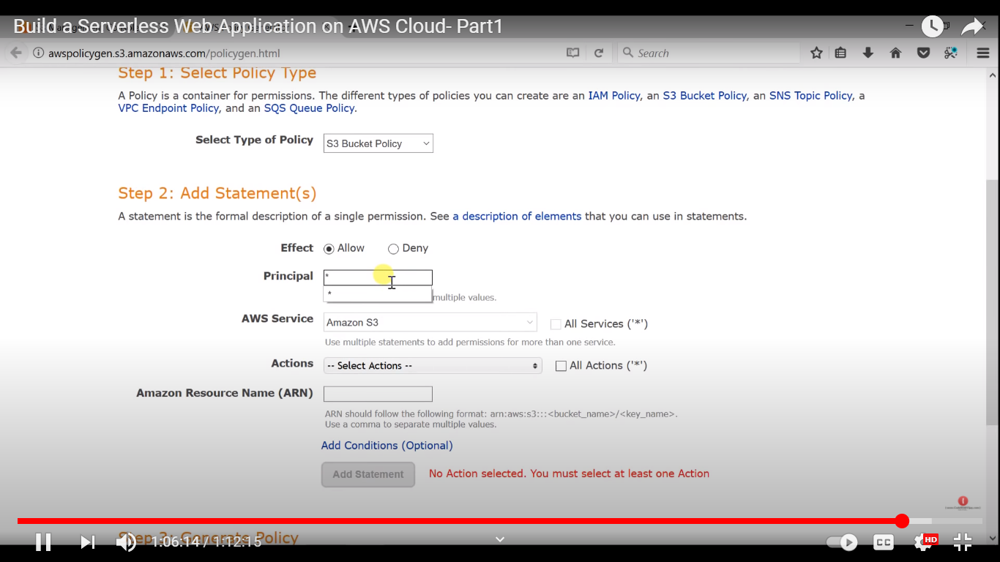 Build a Serverless Web Application on AWS Cloud- Part1
awspolicygen.s3.amazonaws.com/policygen.html
Search
Step 1: Select Policy Type
A Policy is a container for permissions. The different types of policies you can create are an IAM Policy, an S3 Bucket Policy, an SNS Topic Policy, a
VPC Endpoint Policy, and an SQS Queue Policy.
Select Type of Policy S3 Bucket Policy
Step 2: Add Statement(s)
A statement is the formal description of a single permission. See a description of elements that you can use in statements.
Effect Allow Deny
Principal *
* multiple values.
AWS Service Amazon S3 All Services ('*')
Use multiple statements to add permissions for more than one service.
Actions -- Select Actions -- All Actions ('*')
Amazon Resource Name (ARN)
ARN should follow the following format: arn:aws:s3:::<bucket_name>/<key_name>.
Use a comma to separate multiple values.
Add Conditions (Optional)
Add Statement No Action selected. You must select at least one Action
Step 3: Generate Policy
1:06:14 / 1:12:15 CC HD